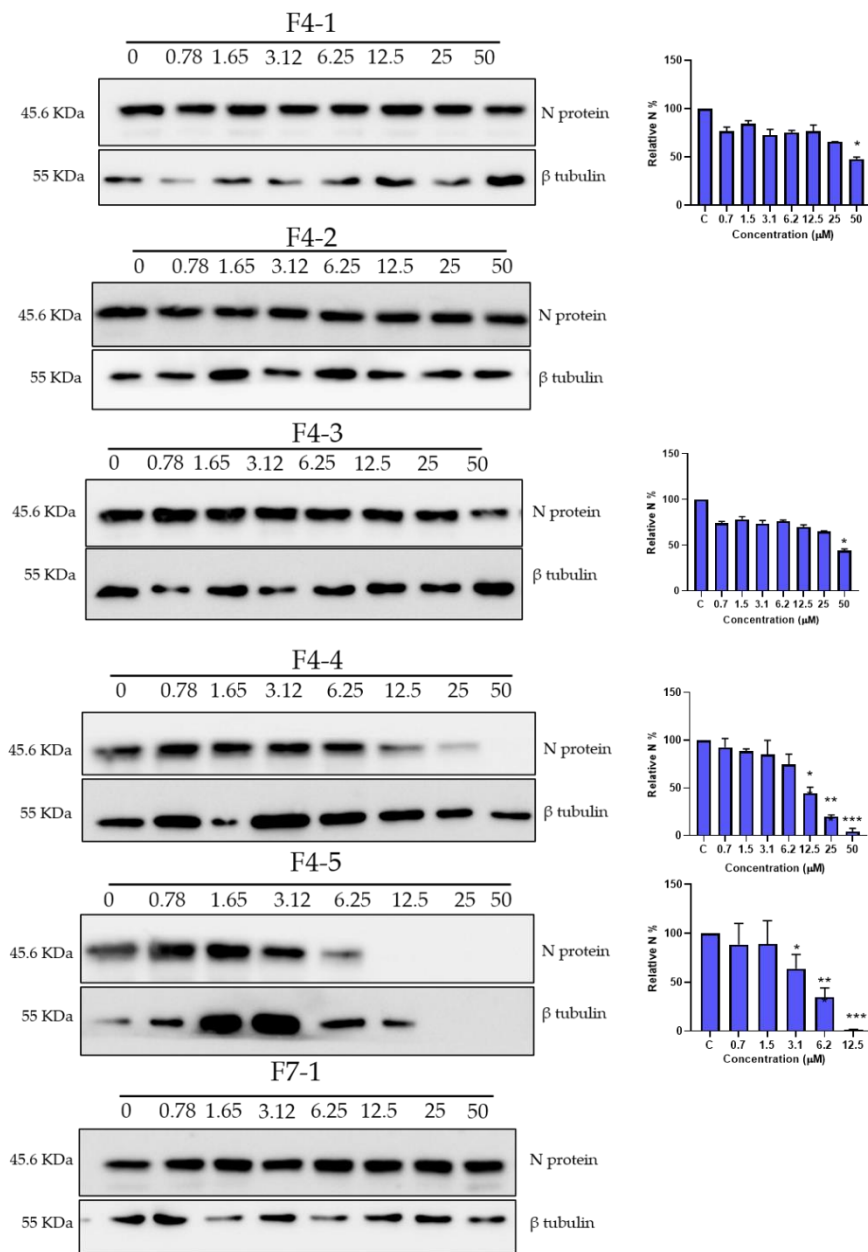 F4-1
0 0.78 1.65 3.12 6.25 12.5 25 50
45.6 KDa N protein
55 KDa β tubulin
150
100
50
0
Relative N %
C 0.7 1.5 3.1 6.2 12.5 25 50
*
Concentration (μM)
F4-2
0 0.78 1.65 3.12 6.25 12.5 25 50
45.6 KDa N protein
55 KDa β tubulin
F4-3
0 0.78 1.65 3.12 6.25 12.5 25 50
45.6 KDa N protein
55 KDa β tubulin
150
100
50
0
Relative N %
*
C 0.7 1.5 3.1 6.2 12.5 25 50
Concentration (μM)
F4-4
0 0.78 1.65 3.12 6.25 12.5 25 50
45.6 KDa N protein
55 KDa β tubulin
150
100
50
0
Relative N %
* ** ***
C 0.7 1.5 3.1 6.2 12.5 25 50
Concentration (μM)
F4-5
0 0.78 1.65 3.12 6.25 12.5 25 50
45.6 KDa N protein
55 KDa β tubulin
150
100
50
0
Relative N %
* ** ***
C 0.7 1.5 3.1 6.2 12.5
Concentration (μM)
F7-1
0 0.78 1.65 3.12 6.25 12.5 25 50
45.6 KDa N protein
55 KDa β tubulin